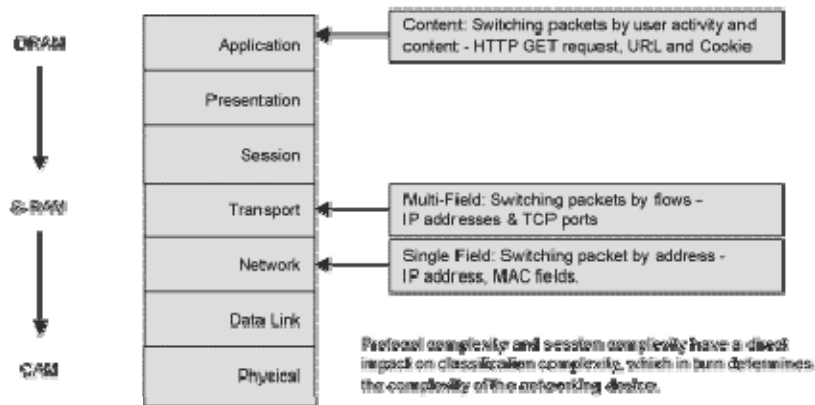 DRAM
S-RAM
CAM
Application
Presentation
Session
Transport
Network
Data Link
Physical
Content: Switching packets by user activity and
content - HTTP GET request, URL and Cookie
Multi-Field: Switching packets by flows -
IP addresses & TCP ports
Single Field: Switching packet by address -
IP address, MAC fields.
Protocol complexity and session complexity have a direct
impact on classification complexity, which in turn determines
the complexity of the networking device.